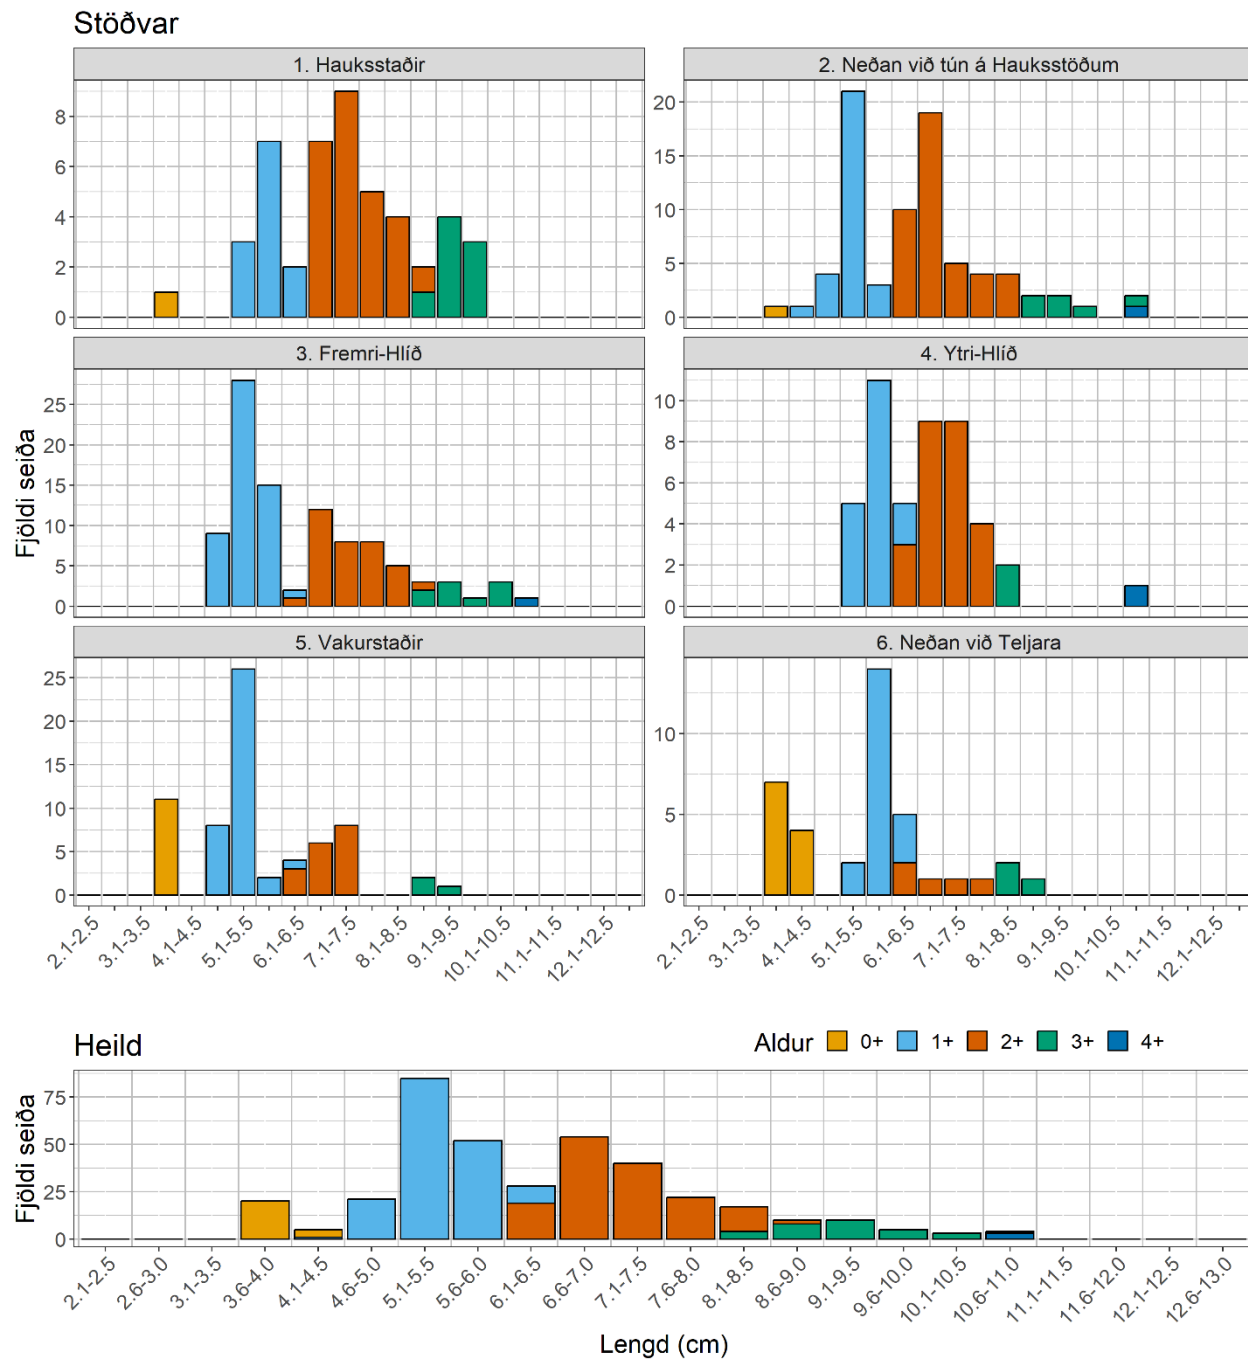 Stöðvar
1. Hauksstaðir
2. Neðan við tún á Hauksstöðum
8
6
4
2
0
20
15
10
5
0
3. Fremri-Hlíð
4. Ytri-Hlíð
25
20
15
10
5
0
10
8
6
4
2
0
Fjöldi seiða
5. Vakurstaðir
6. Neðan við Teljara
25
20
15
10
5
0
10
5
0
2.1-2.5 3.1-3.5 4.1-4.5 5.1-5.5 6.1-6.5 7.1-7.5 8.1-8.5 9.1-9.5 10.1-10.5 11.1-11.5 12.1-12.5
2.1-2.5 3.1-3.5 4.1-4.5 5.1-5.5 6.1-6.5 7.1-7.5 8.1-8.5 9.1-9.5 10.1-10.5 11.1-11.5 12.1-12.5
Heild
Aldur 0+ 1+ 2+ 3+ 4+
75
50
25
0
Fjöldi seiða
2.1-2.5 2.6-3.0 3.1-3.5 3.6-4.0 4.1-4.5 4.6-5.0 5.1-5.5 5.6-6.0 6.1-6.5 6.6-7.0 7.1-7.5 7.6-8.0 8.1-8.5 8.6-9.0 9.1-9.5 9.6-10.0 10.1-10.5 10.6-11.0 11.1-11.5 11.6-12.0 12.1-12.5 12.6-13.0
Lengd (cm)